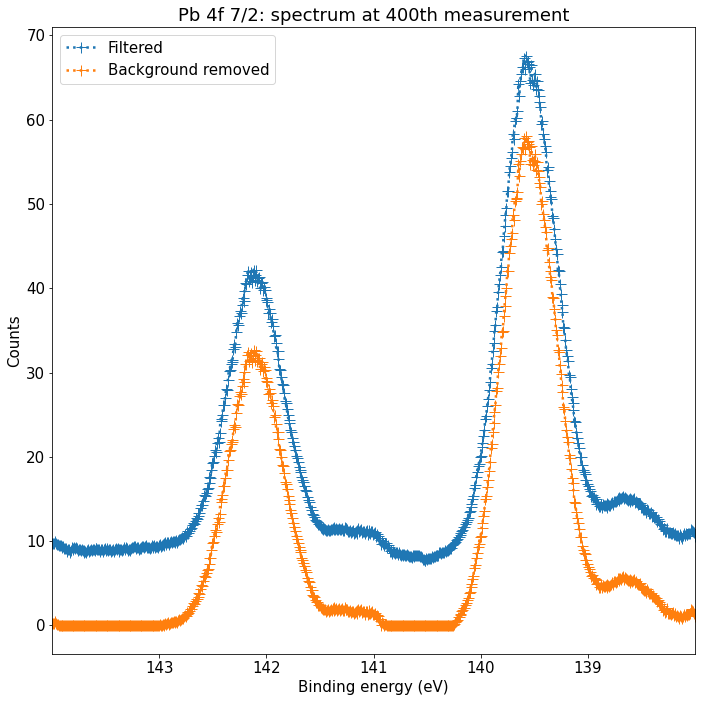 Pb 4f 7/2: spectrum at 400th measurement
Filtered
Background removed
70
60
50
40
30
20
10
0
Counts
143 142 141 140 139
Binding energy (eV)